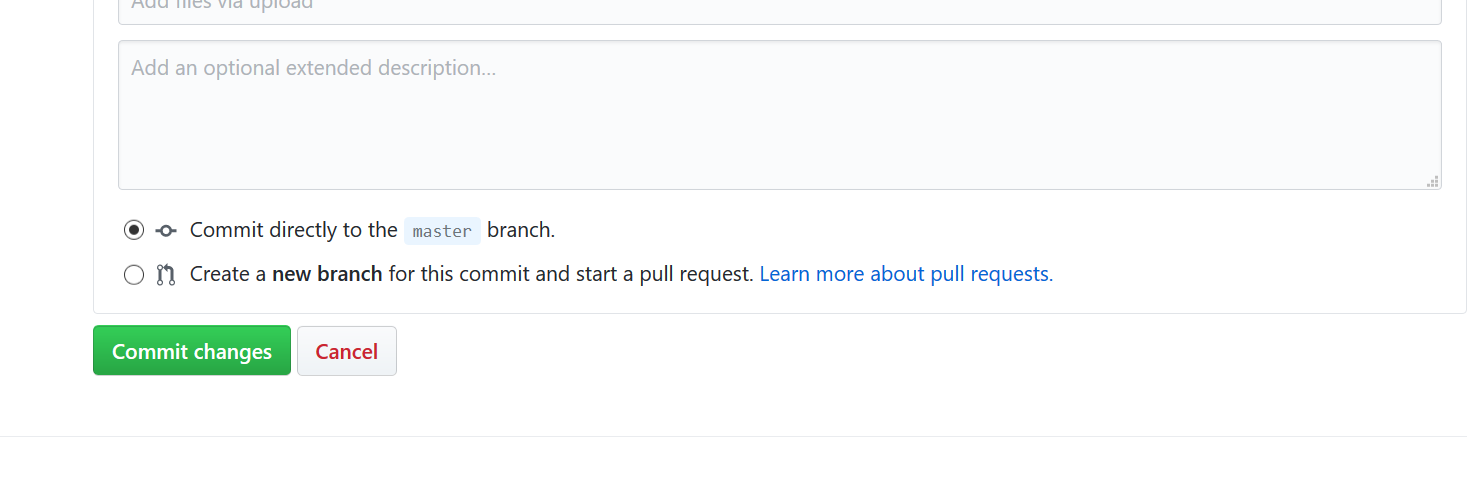 Add files via upload
Add an optional extended description...
Commit directly to the master branch.
Create a new branch for this commit and start a pull request. Learn more about pull requests.
Commit changes
Cancel